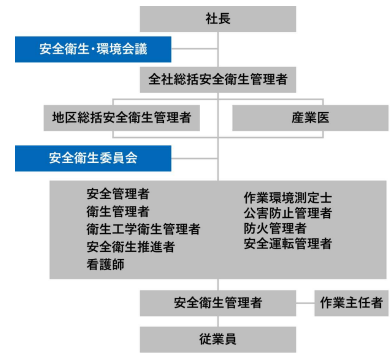 社長
安全衛生・環境会議
全社総括安全衛生管理者
地区総括安全衛生管理者
産業医
安全衛生委員会
安全管理者
衛生管理者
衛生工学衛生管理者
安全衛生推進者
看護師
作業環境測定士
公害防止管理者
防火管理者
安全運転管理者
安全衛生管理者
作業主任者
従業員